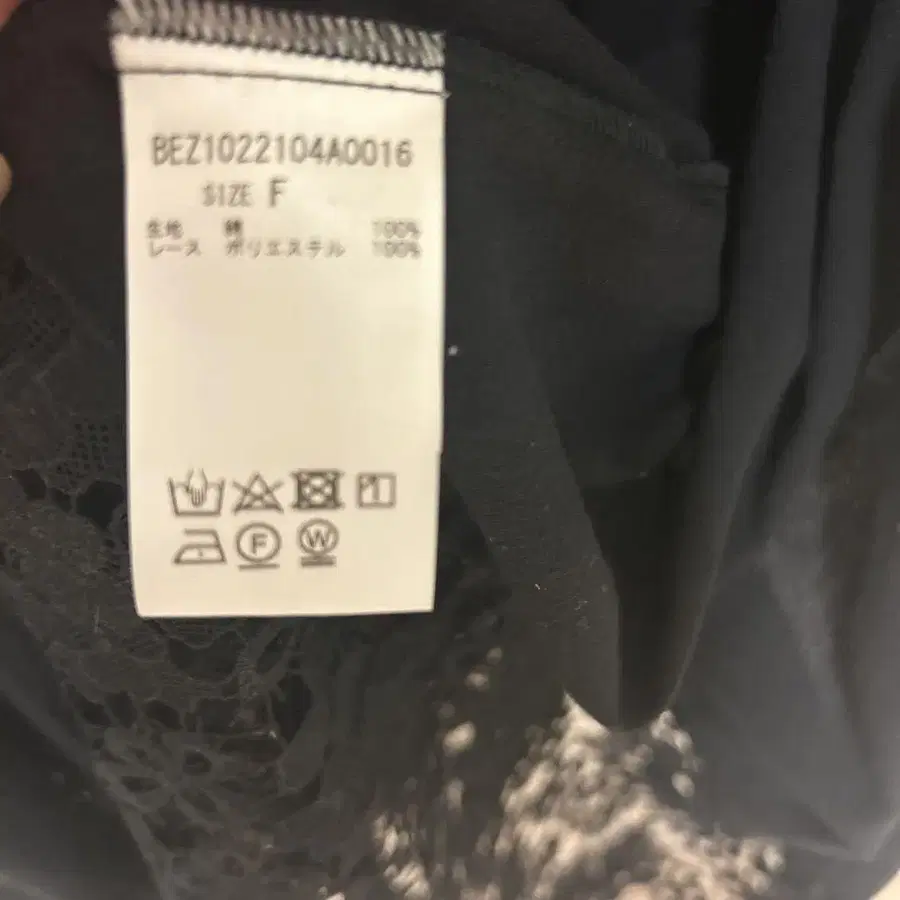 BEZ1022104A0016
SIZE F
生地 綿 100%
レース ポリエステル 100%
F W